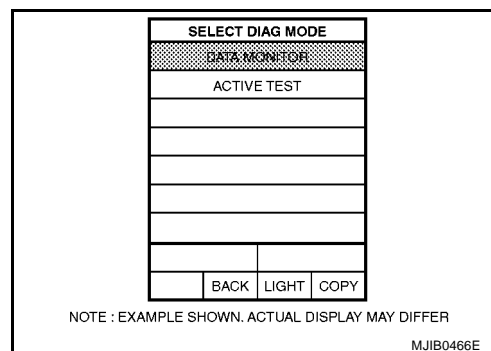 SELECT DIAG MODE
DATA MONITOR
ACTIVE TEST
BACK LIGHT COPY
NOTE : EXAMPLE SHOWN. ACTUAL DISPLAY MAY DIFFER
MJIB0466E